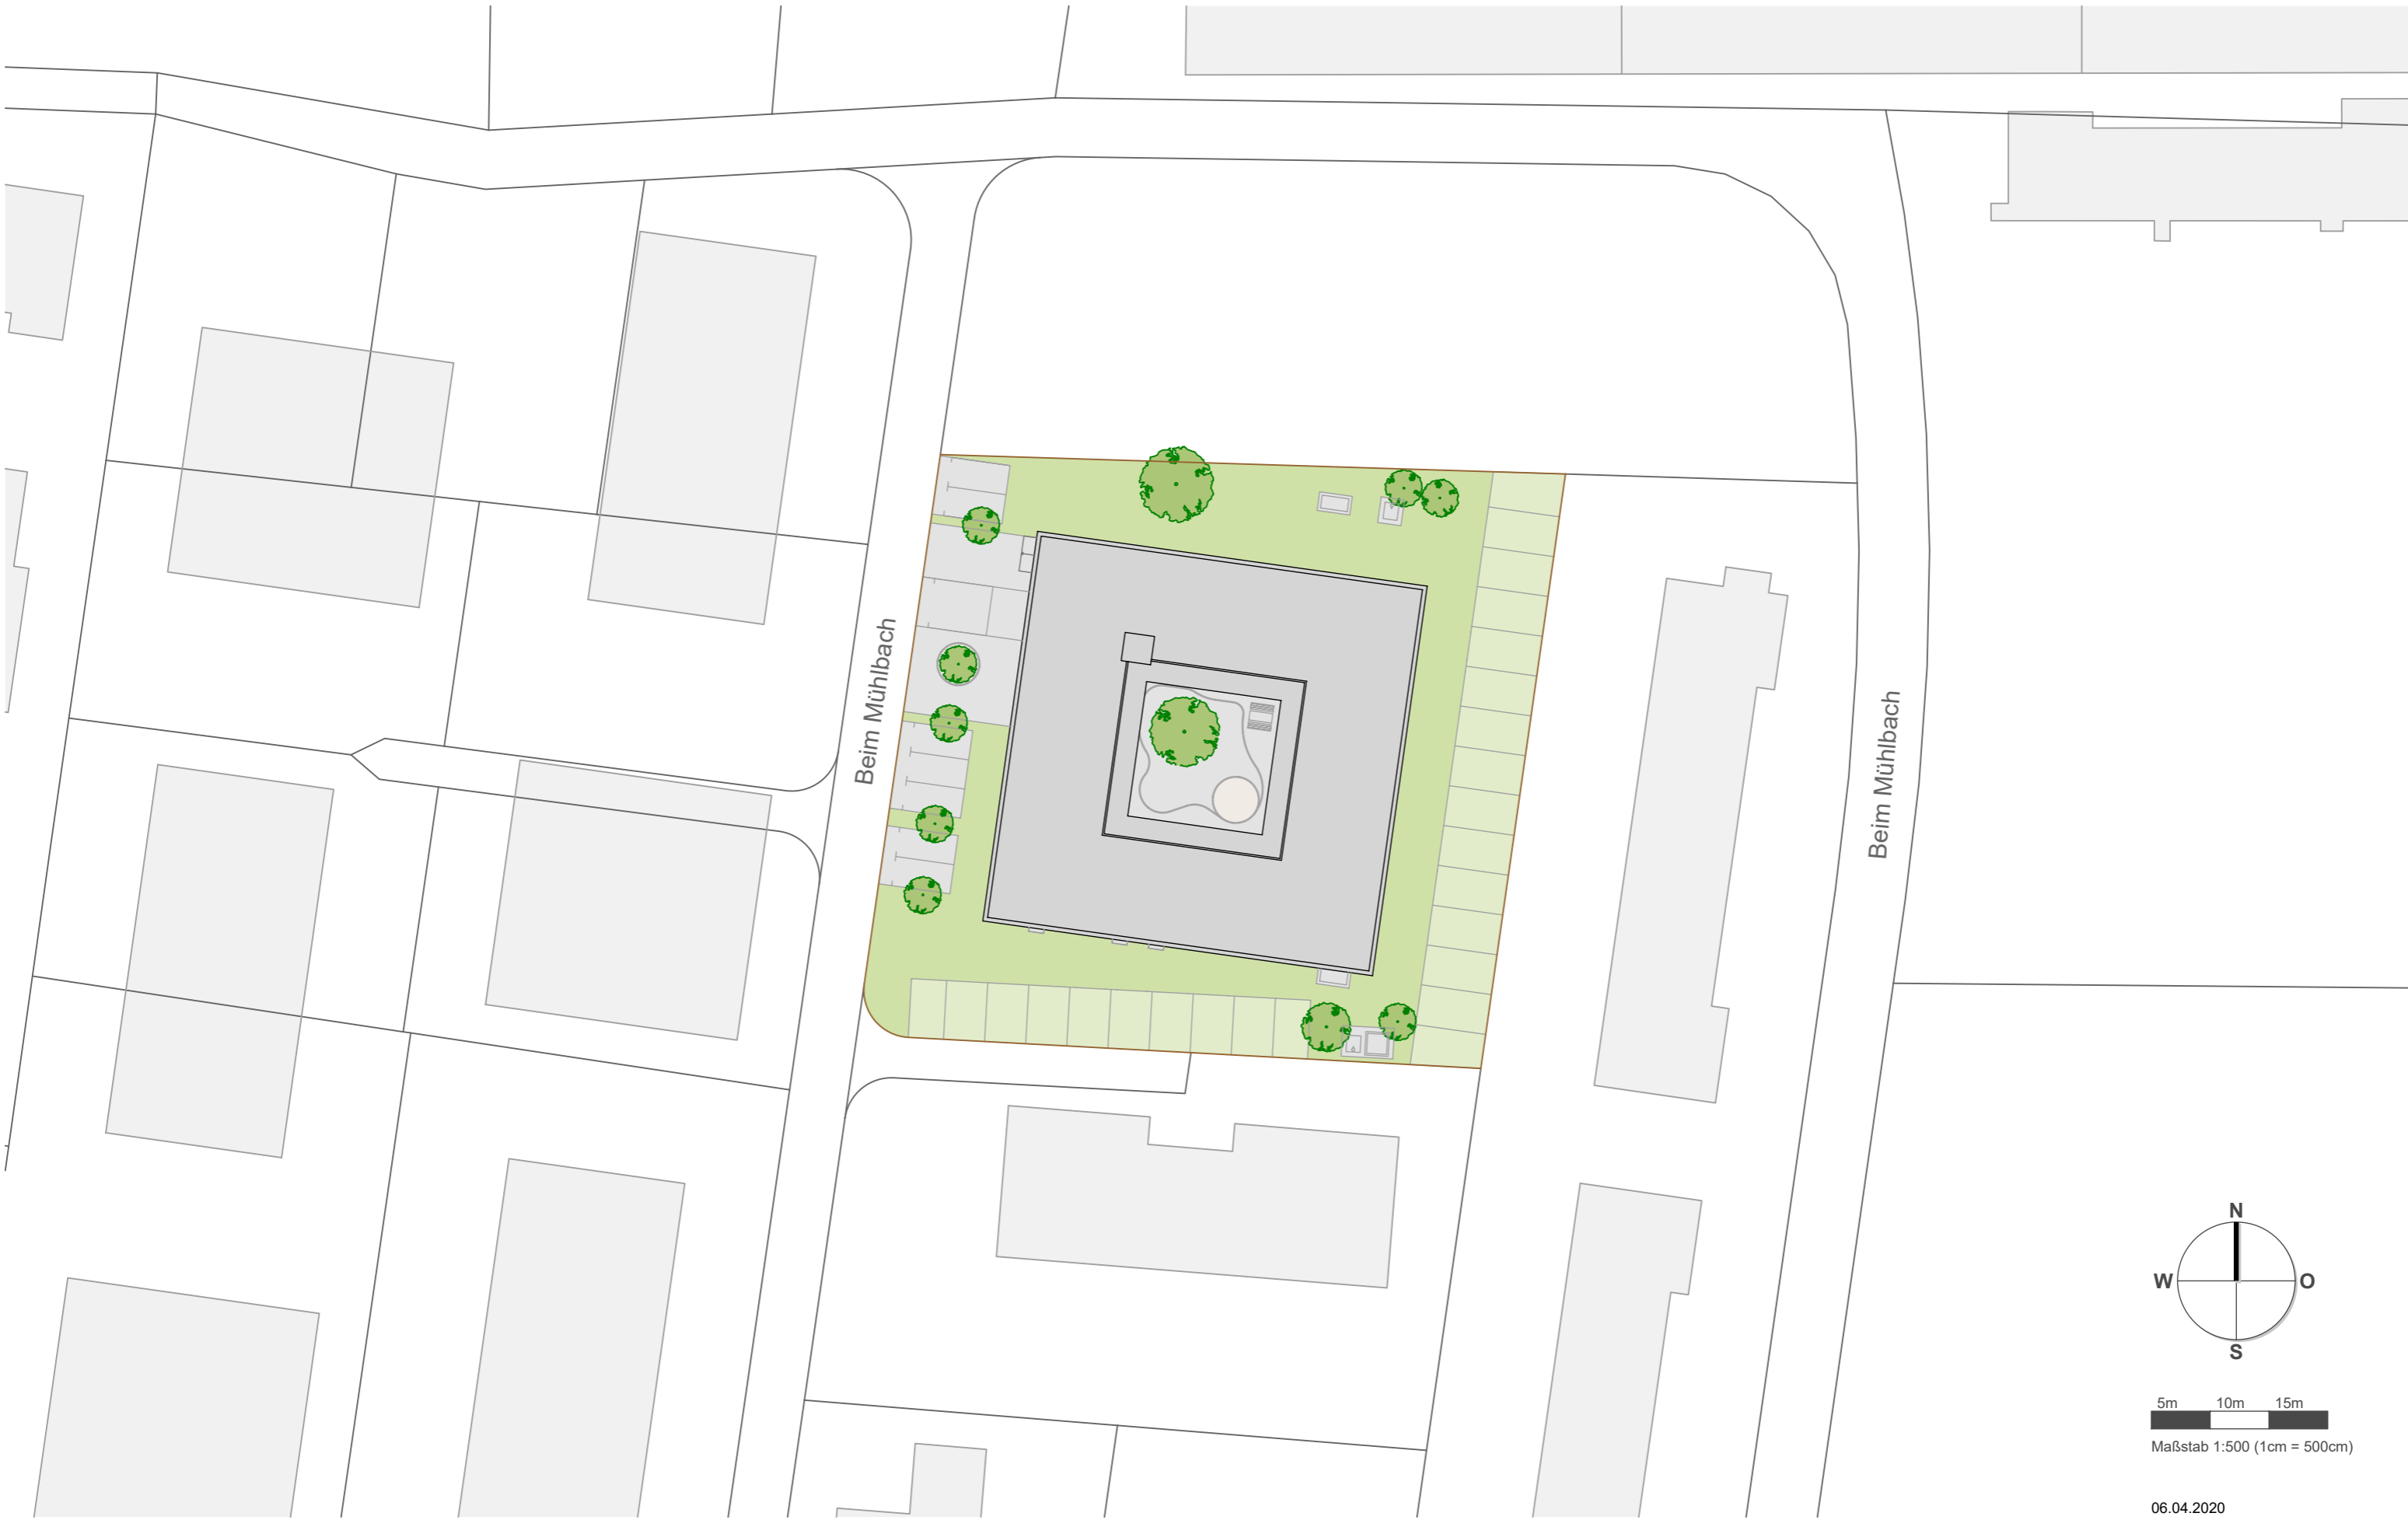 Beim Mühlbach
Beim Mühlbach
N
W
O
S
5m 10m 15m
Maßstab 1:500 (1cm = 500cm)
06.04.2020